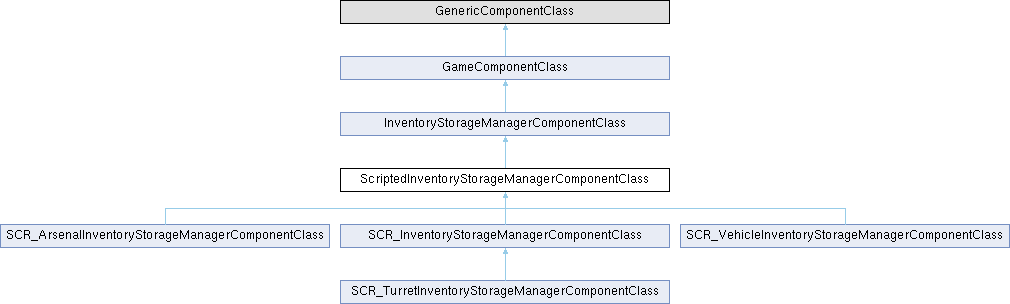 GenericComponentClass
GameComponentClass
InventoryStorageManagerComponentClass
ScriptedInventoryStorageManagerComponentClass
SCR_ArsenalInventoryStorageManagerComponentClass
SCR_InventoryStorageManagerComponentClass
SCR_VehicleInventoryStorageManagerComponentClass
SCR_TurretInventoryStorageManagerComponentClass